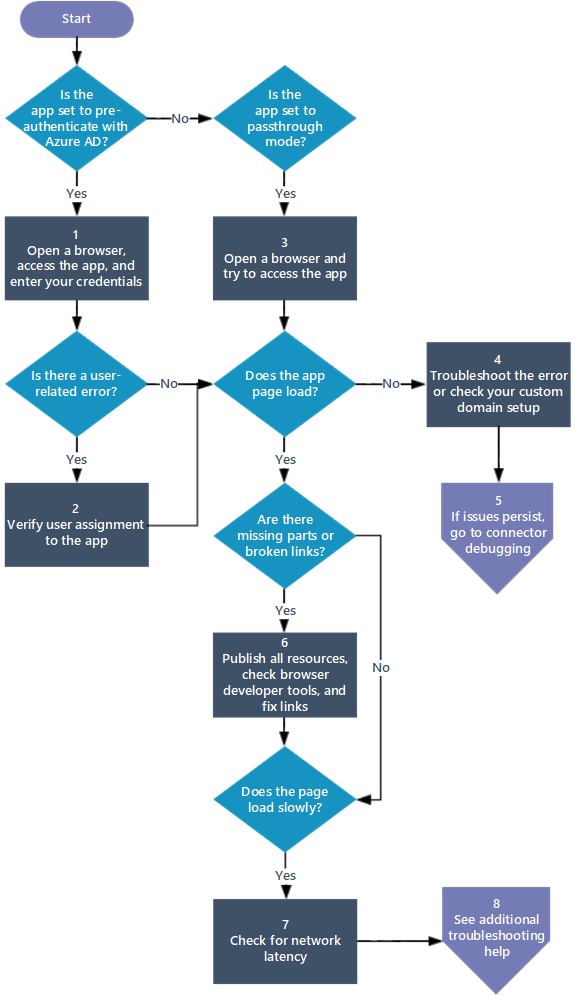 Start
Is the
app set to pre-
authenticate with
Azure AD?
No
Is the
app set to
passthrough
mode?
Yes
Yes
1
Open a browser,
access the app, and
enter your credentials
3
Open a browser and
try to access the app
Is there a user-
related error?
No
Does the app
page load?
No
4
Troubleshoot the error
or check your custom
domain setup
Yes
Yes
2
Verify user assignment
to the app
Are there
missing parts or
broken links?
5
If issues persist,
go to connector
debugging
Yes
No
6
Publish all resources,
check browser
developer tools, and
fix links
Does the page
load slowly?
Yes
7
Check for network
latency
8
See additional
troubleshooting
help